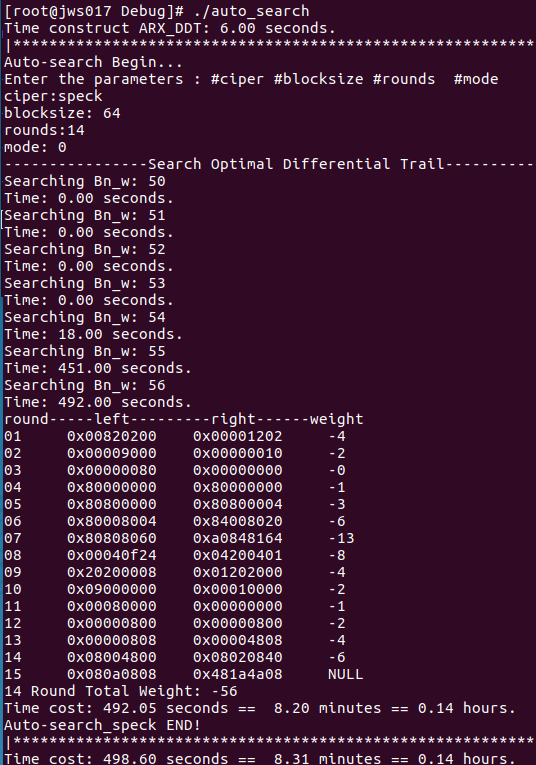 [root@jws017 Debug]# ./auto_search
Time construct ARX_DDT: 6.00 seconds.
|**********************************************************
Auto-search Begin...
Enter the parameters : #ciper #blocksize #rounds  #mode
ciper:speck
blocksize: 64
rounds:14
mode: 0
----------------Search Optimal Differential Trail----------
Searching Bn_w: 50
Time: 0.00 seconds.
Searching Bn_w: 51
Time: 0.00 seconds.
Searching Bn_w: 52
Time: 0.00 seconds.
Searching Bn_w: 53
Time: 0.00 seconds.
Searching Bn_w: 54
Time: 18.00 seconds.
Searching Bn_w: 55
Time: 451.00 seconds.
Searching Bn_w: 56
Time: 492.00 seconds.
round-----left---------right------weight
01     0x00820200    0x00001202     -4
02     0x00009000    0x00000010     -2
03     0x00000080    0x00000000     -0
04     0x80000000    0x80000000     -1
05     0x80800000    0x80800004     -3
06     0x80008004    0x84008020     -6
07     0x80808060    0xa0848164     -13
08     0x00040f24    0x04200401     -8
09     0x20200008    0x01202000     -4
10     0x09000000    0x00010000     -2
11     0x00080000    0x00000000     -1
12     0x00000800    0x00000800     -2
13     0x00000808    0x00004808     -4
14     0x08004800    0x08020840     -6
15     0x080a0808    0x481a4a08     NULL
14 Round Total Weight: -56
Time cost: 492.05 seconds ==  8.20 minutes == 0.14 hours.
Auto-search_speck END!
|**********************************************************
Time cost: 498.60 seconds ==  8.31 minutes == 0.14 hours.